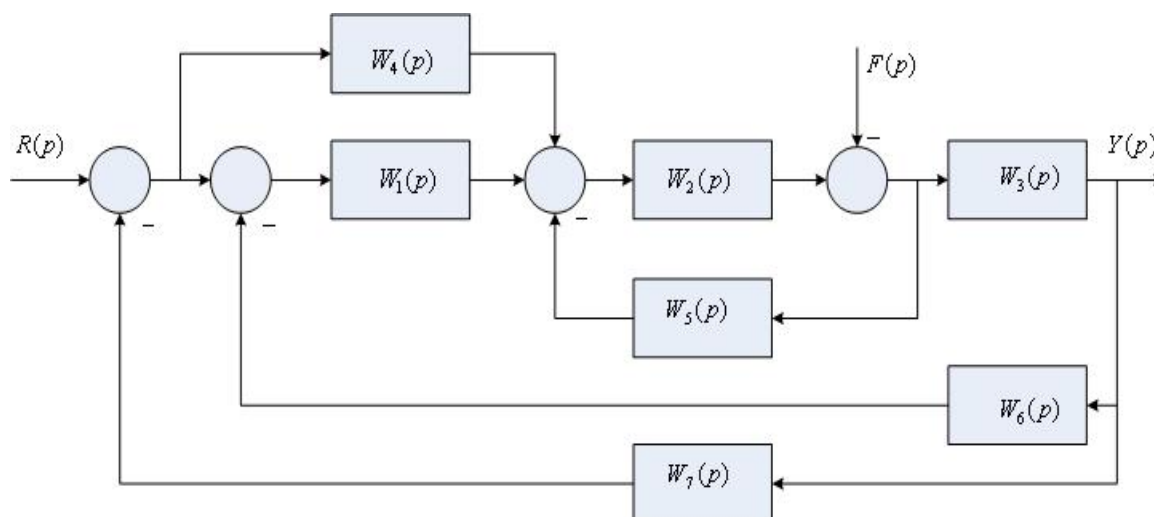 W₄(p)
F(p)
R(p)
Y(p)
W₁(p)
W₂(p)
W₃(p)
–
–
–
–
W₅(p)
W₆(p)
W₇(p)